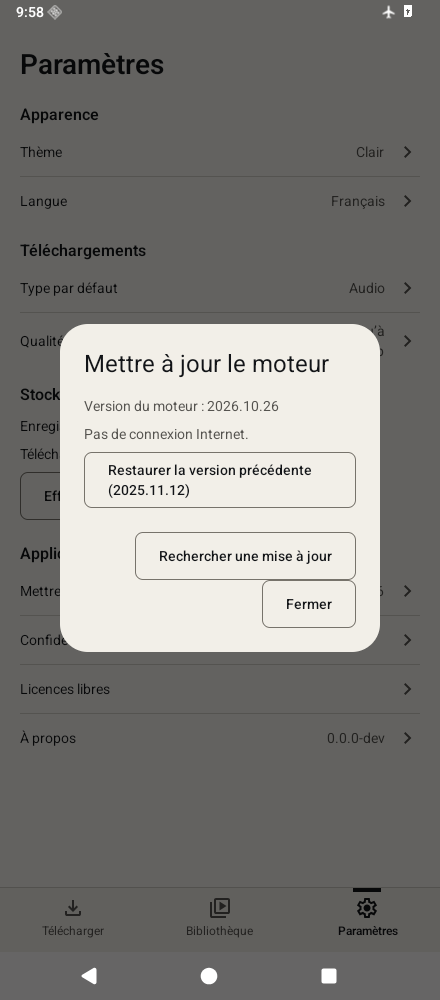 9:58
Paramètres
Apparence
Thème
Clair
Langue
Français
Téléchargements
Type par défaut
Audio
Mettre à jour le moteur
Version du moteur : 2026.10.26
Pas de connexion Internet.
Restaurer la version précédente
(2025.11.12)
Rechercher une mise à jour
Fermer
Licences libres
À propos
0.0.0-dev
Télécharger
Bibliothèque
Paramètres